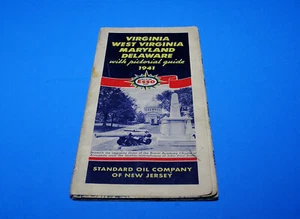 VIRGINIA
WEST VIRGINIA
MARYLAND
DELAWARE
with pictorial guide
1941
Esso
STANDARD OIL COMPANY
OF NEW JERSEY